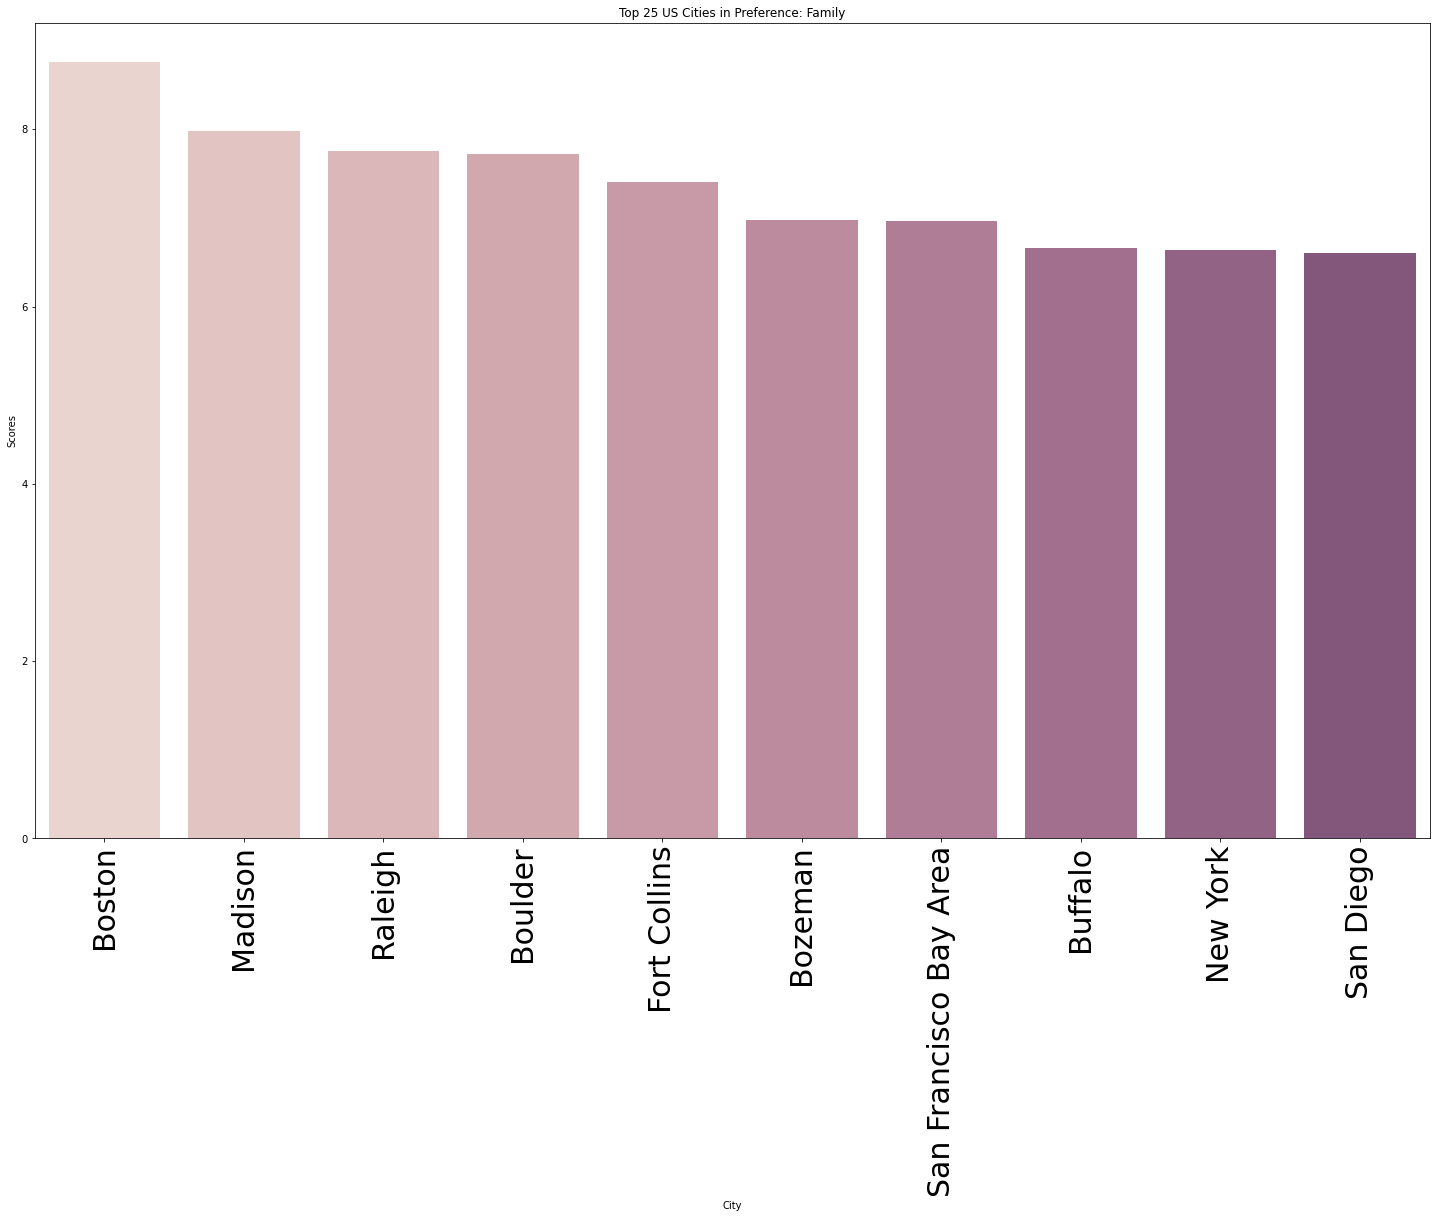 Top 25 US Cities in Preference: Family
Scores
8
6
4
2
0
Boston
Madison
Raleigh
Boulder
Fort Collins
Bozeman
San Francisco Bay Area
Buffalo
New York
San Diego
City